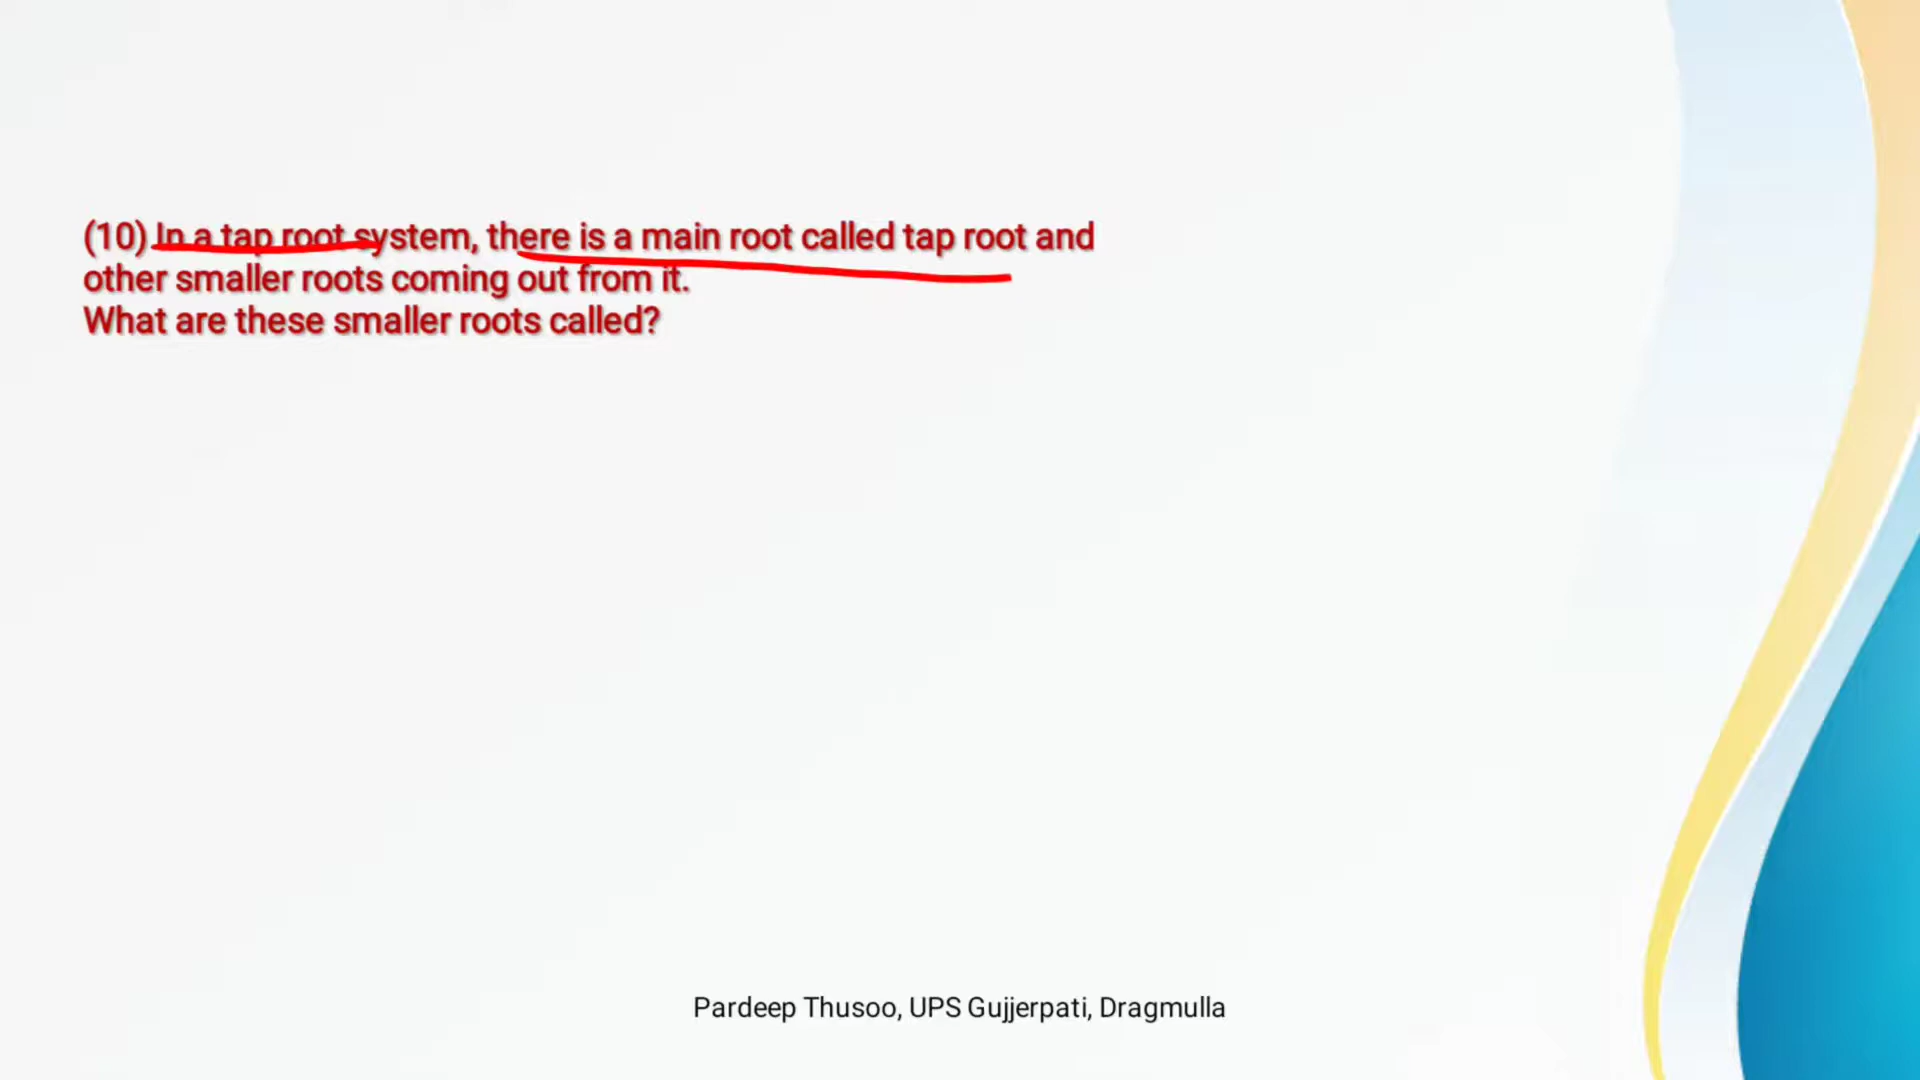 (10) In a tap root system, there is a main root called tap root and
other smaller roots coming out from it.
What are these smaller roots called?
Pardeep Thusoo, UPS Gujjerpati, Dragmulla